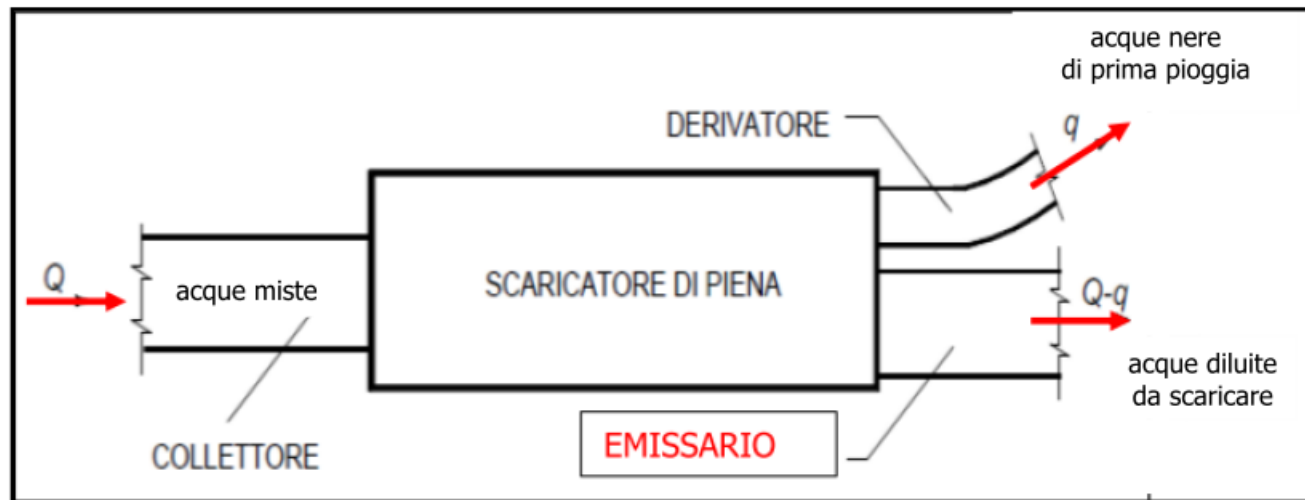 acque nere
di prima pioggia
DERIVATORE
q
Q
acque miste
SCARICATORE DI PIENA
Q-q
acque diluite
da scaricare
COLLETTORE
EMISSARIO